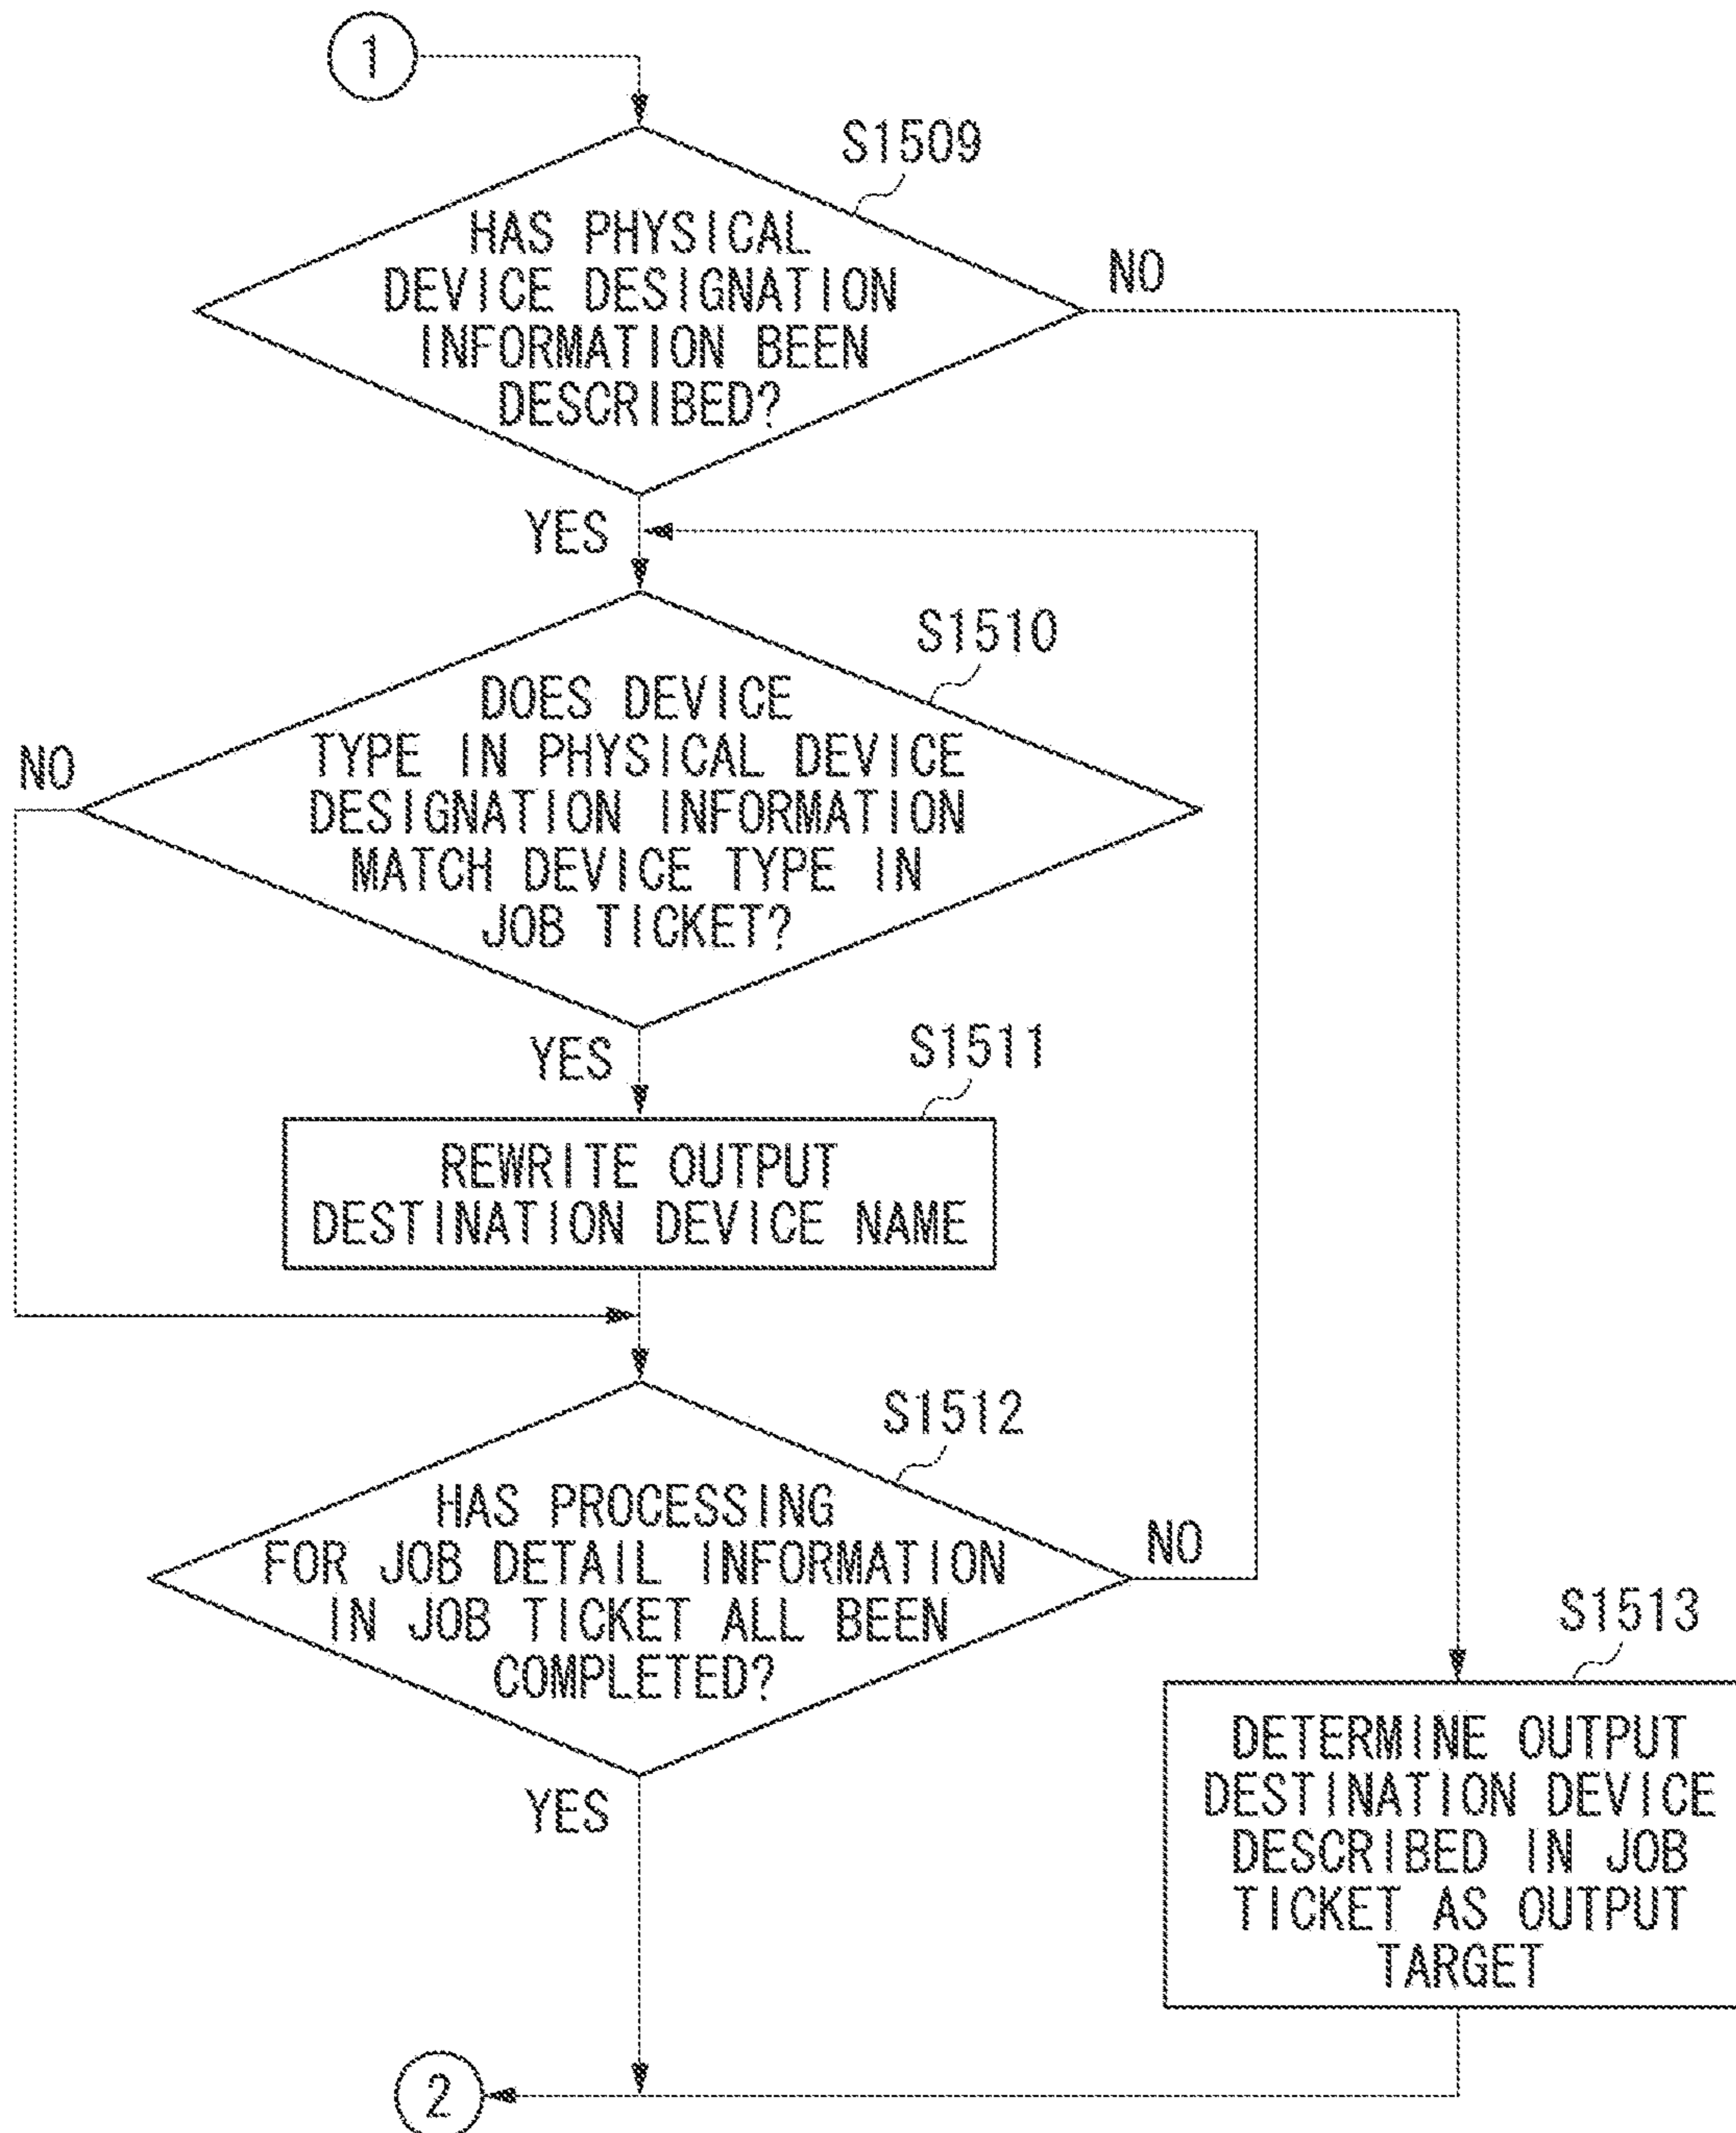 1
S1509
HAS PHYSICAL
DEVICE DESIGNATION
INFORMATION BEEN
DESCRIBED?
NO
YES
S1510
DOES DEVICE
TYPE IN PHYSICAL DEVICE
DESIGNATION INFORMATION
MATCH DEVICE TYPE IN
JOB TICKET?
NO
YES
S1511
REWRITE OUTPUT
DESTINATION DEVICE NAME
S1512
HAS PROCESSING
FOR JOB DETAIL INFORMATION
IN JOB TICKET ALL BEEN
COMPLETED?
NO
YES
S1513
DETERMINE OUTPUT
DESTINATION DEVICE
DESCRIBED IN JOB
TICKET AS OUTPUT
TARGET
2